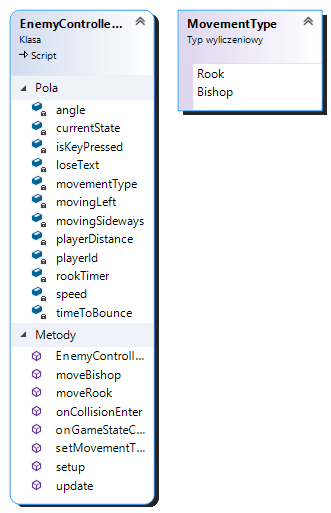 EnemyControlle...
Klasa
Script
Pola
angle
currentState
isKeyPressed
loseText
movementType
movingLeft
movingSideways
playerDistance
playerId
rookTimer
speed
timeToBounce
Metody
EnemyControll...
moveBishop
moveRook
onCollisionEnter
onGameStateC...
setMovementT...
setup
update
MovementType
Typ wyliczeniowy
Rook
Bishop